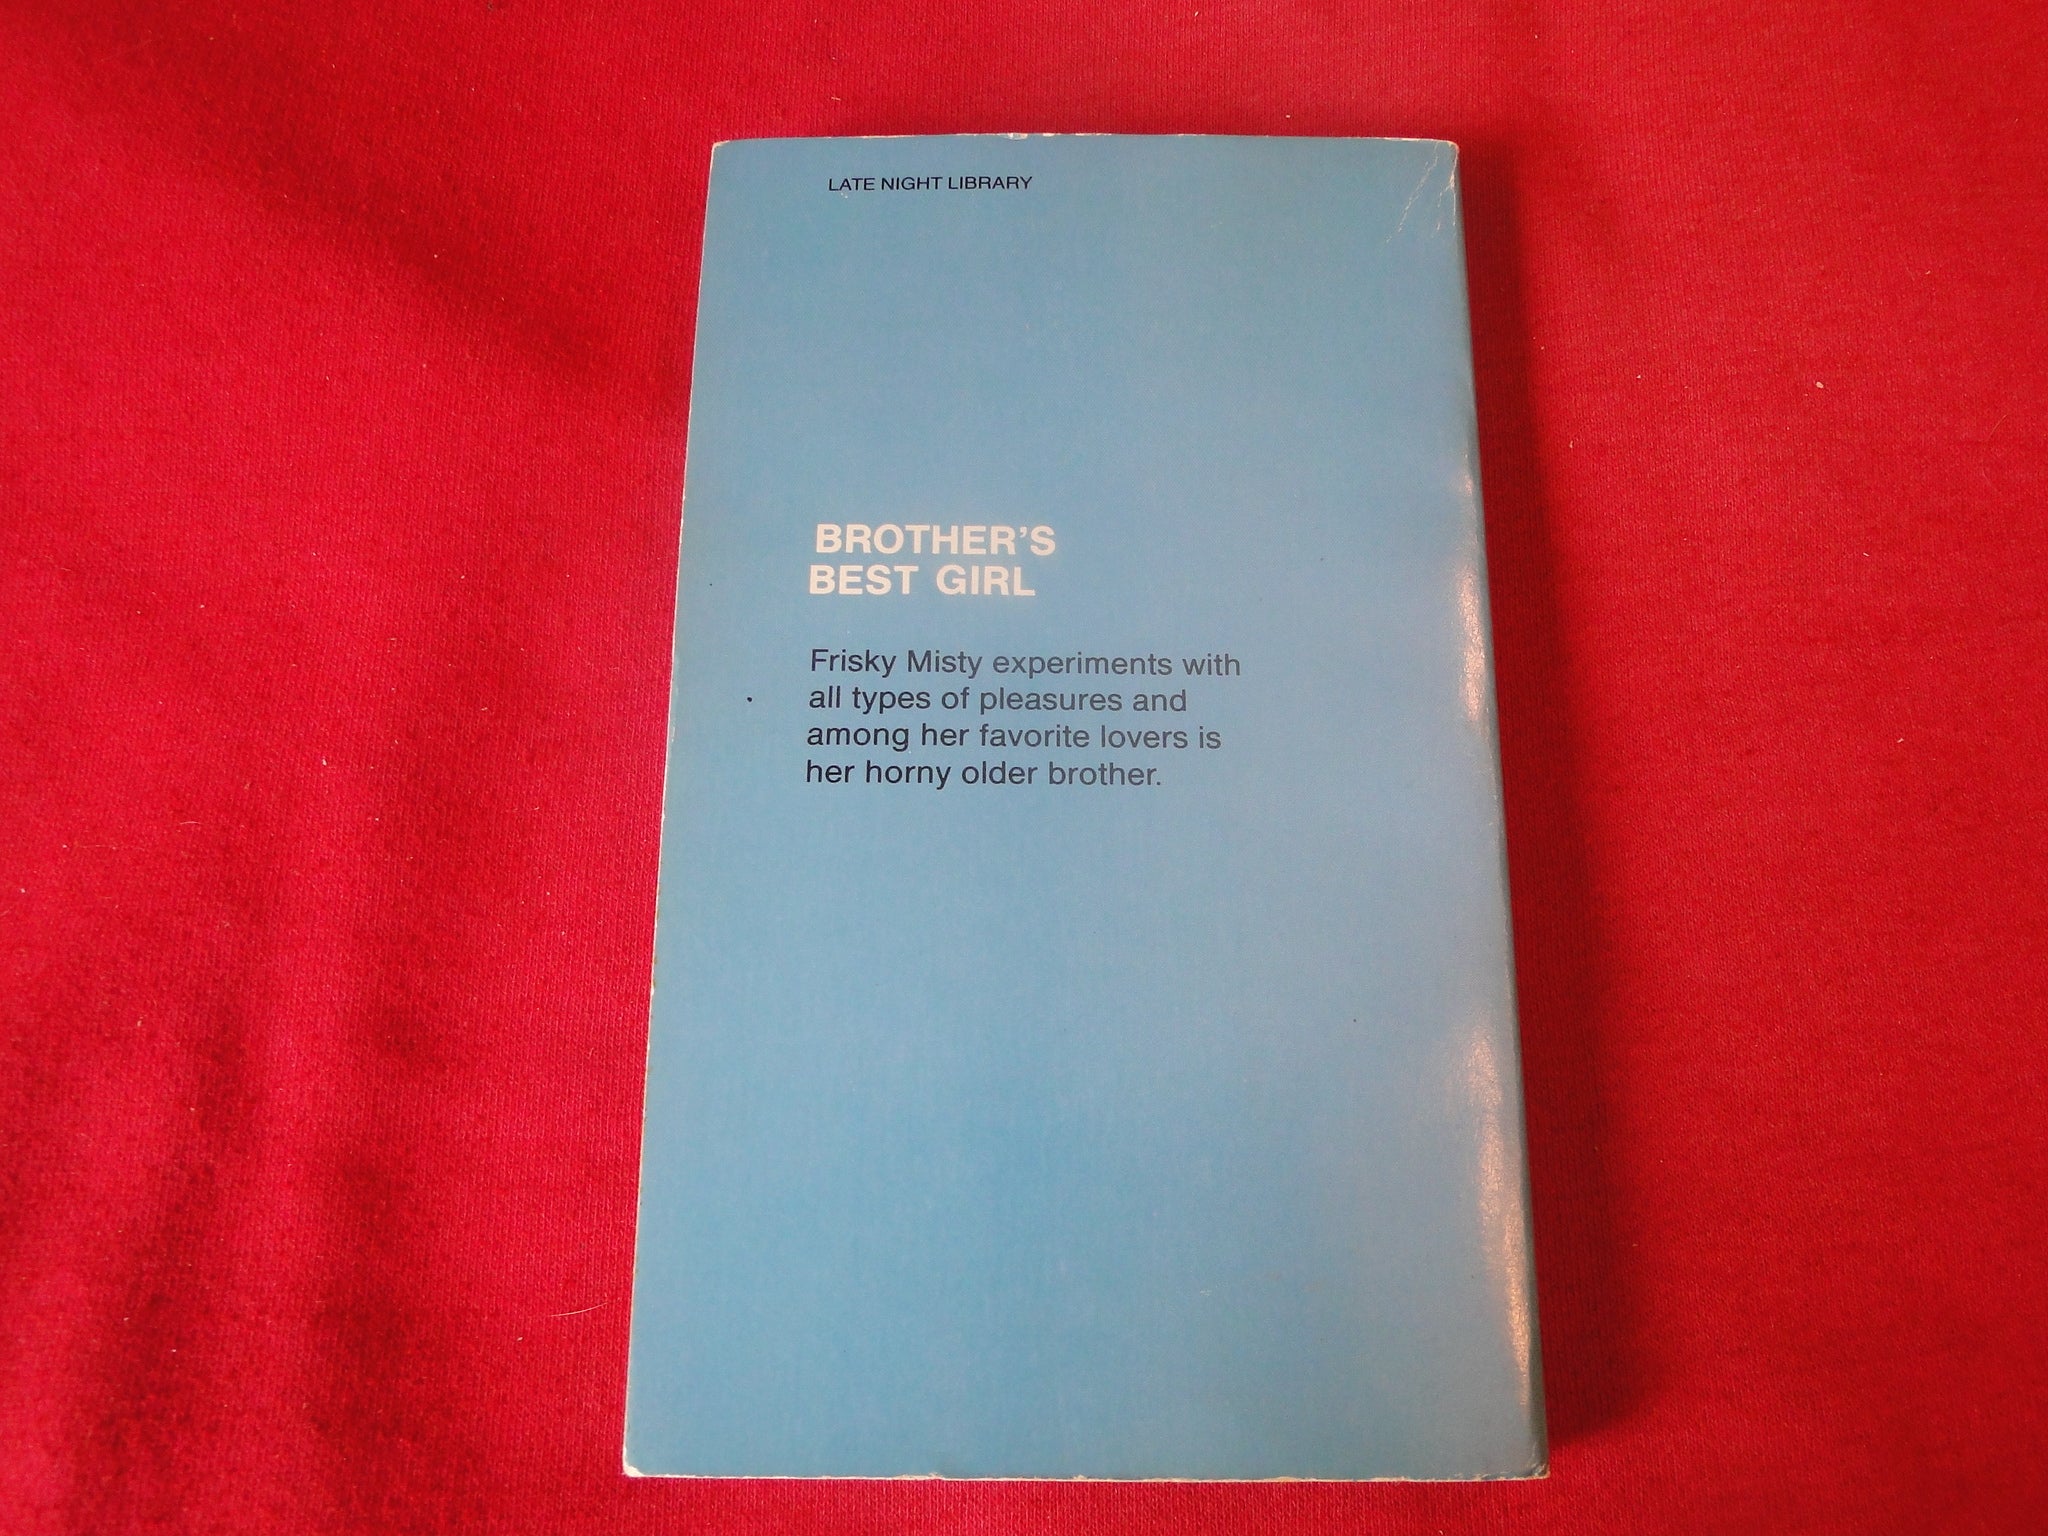 LATE NIGHT LIBRARY
BROTHER'S
BEST GIRL
Frisky Misty experiments with
all types of pleasures and
among her favorite lovers is
her horny older brother.